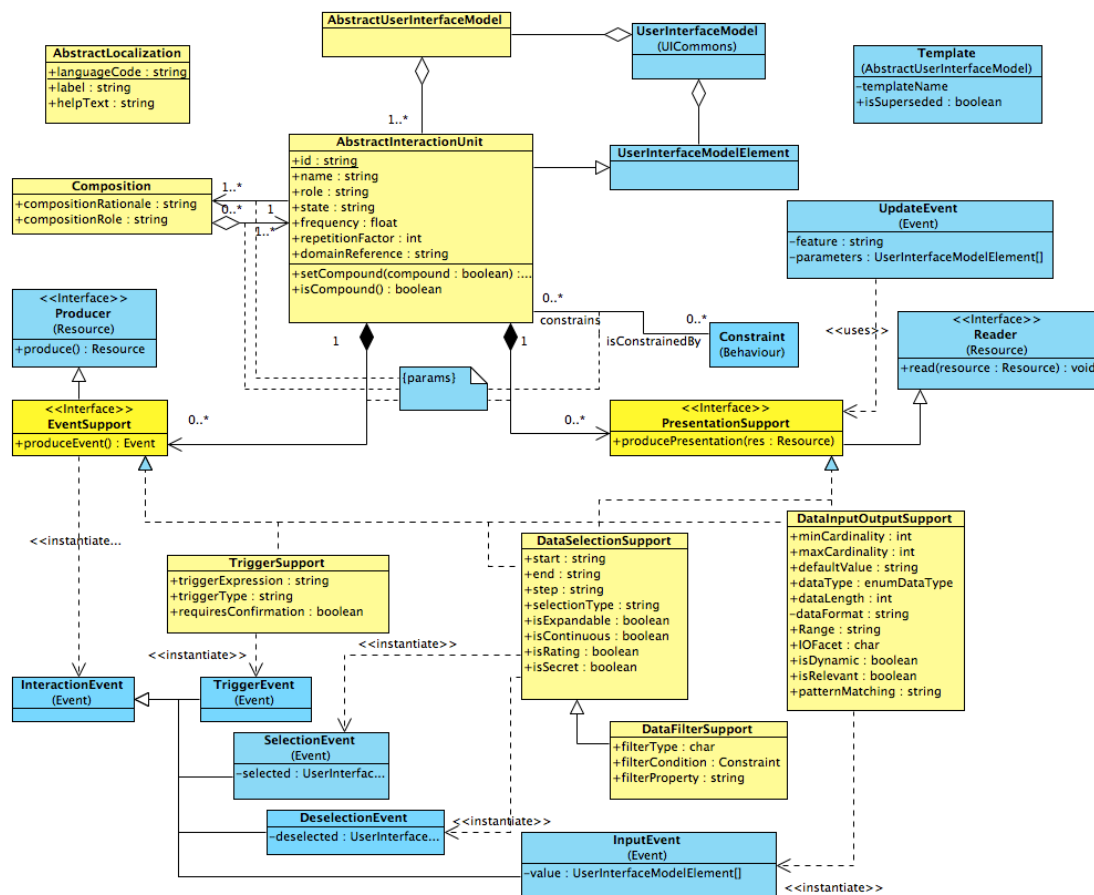 AbstractUserInterfaceModel
UserInterfaceModel
(UICommons)
AbstractLocalization
+languageCode : string
+label : string
+helpText : string
Template
(AbstractUserInterfaceModel)
-templateName
+isSuperseded : boolean
1..*
AbstractInteractionUnit
+id : string
+name : string
+role : string
+state : string
+frequency : float
+repetitionFactor : int
+domainReference : string
+setCompound(compound : boolean) :...
+isCompound() : boolean
UserInterfaceModelElement
Composition
+compositionRationale : string
+compositionRole : string
1..*
0..*
1
1..*
UpdateEvent
(Event)
-feature : string
-parameters : UserInterfaceModelElement[]
<<Interface>>
Producer
(Resource)
+produce() : Resource
0..*
constrains
0..*
isConstrainedBy
Constraint
(Behaviour)
<<uses>>
<<Interface>>
Reader
(Resource)
+read(resource : Resource) : void
1
1
{params}
<<Interface>>
EventSupport
+produceEvent() : Event
0..*
0..*
<<Interface>>
PresentationSupport
+producePresentation(res : Resource)
<<instantiate...
TriggerSupport
+triggerExpression : string
+triggerType : string
+requiresConfirmation : boolean
DataSelectionSupport
+start : string
+end : string
+step : string
+selectionType : string
+isExpandable : boolean
+isContinuous : boolean
+isRating : boolean
+isSecret : boolean
DataInputOutputSupport
+minCardinality : int
+maxCardinality : int
+defaultValue : string
+dataType : enumDataType
+dataLength : int
-dataFormat : string
+Range : string
+IOFacet : char
+isDynamic : boolean
+isRelevant : boolean
+patternMatching : string
<<instantiate>>
<<instantiate>>
InteractionEvent
(Event)
TriggerEvent
(Event)
SelectionEvent
(Event)
-selected : UserInterfac...
DataFilterSupport
+filterType : char
+filterCondition : Constraint
+filterProperty : string
DeselectionEvent
-deselected : UserInterface...
<<instantiate>>
InputEvent
(Event)
-value : UserInterfaceModelElement[]
<<instantiate>>